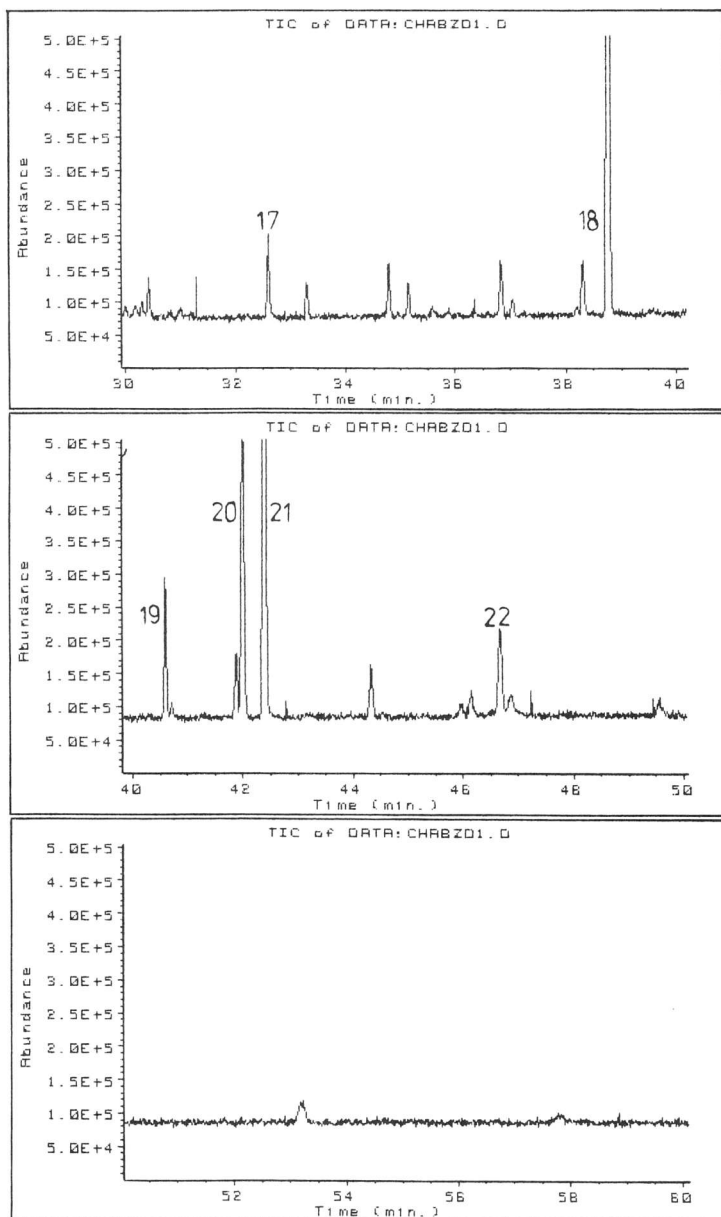 TIC of DATA:CHABZD1.D
5.0E+5
4.5E+5
4.0E+5
3.5E+5
3.0E+5
2.5E+5
2.0E+5
1.5E+5
1.0E+5
5.0E+4
Abundance
17
18
30 32 34 36 38 40
Time (min.)
TIC of DATA:CHABZD1.D
5.0E+5
4.5E+5
4.0E+5
3.5E+5
3.0E+5
2.5E+5
2.0E+5
1.5E+5
1.0E+5
5.0E+4
Abundance
19
20
21
22
40 42 44 46 48 50
Time (min.)
TIC of DATA:CHABZD1.D
5.0E+5
4.5E+5
4.0E+5
3.5E+5
3.0E+5
2.5E+5
2.0E+5
1.5E+5
1.0E+5
5.0E+4
Abundance
52 54 56 58 60
Time (min.)